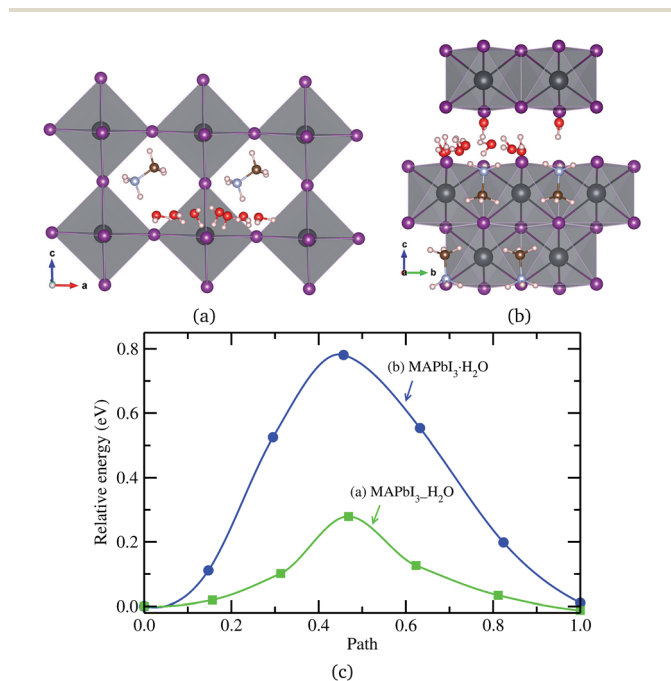 c
a
(a)
c
a
b
(b)
0.8
0.6
0.4
0.2
0.0
Relative energy (eV)
(b) MAPbI₃·H₂O
(a) MAPbI₃_H₂O
0.0 0.2 0.4 0.6 0.8 1.0
Path
(c)